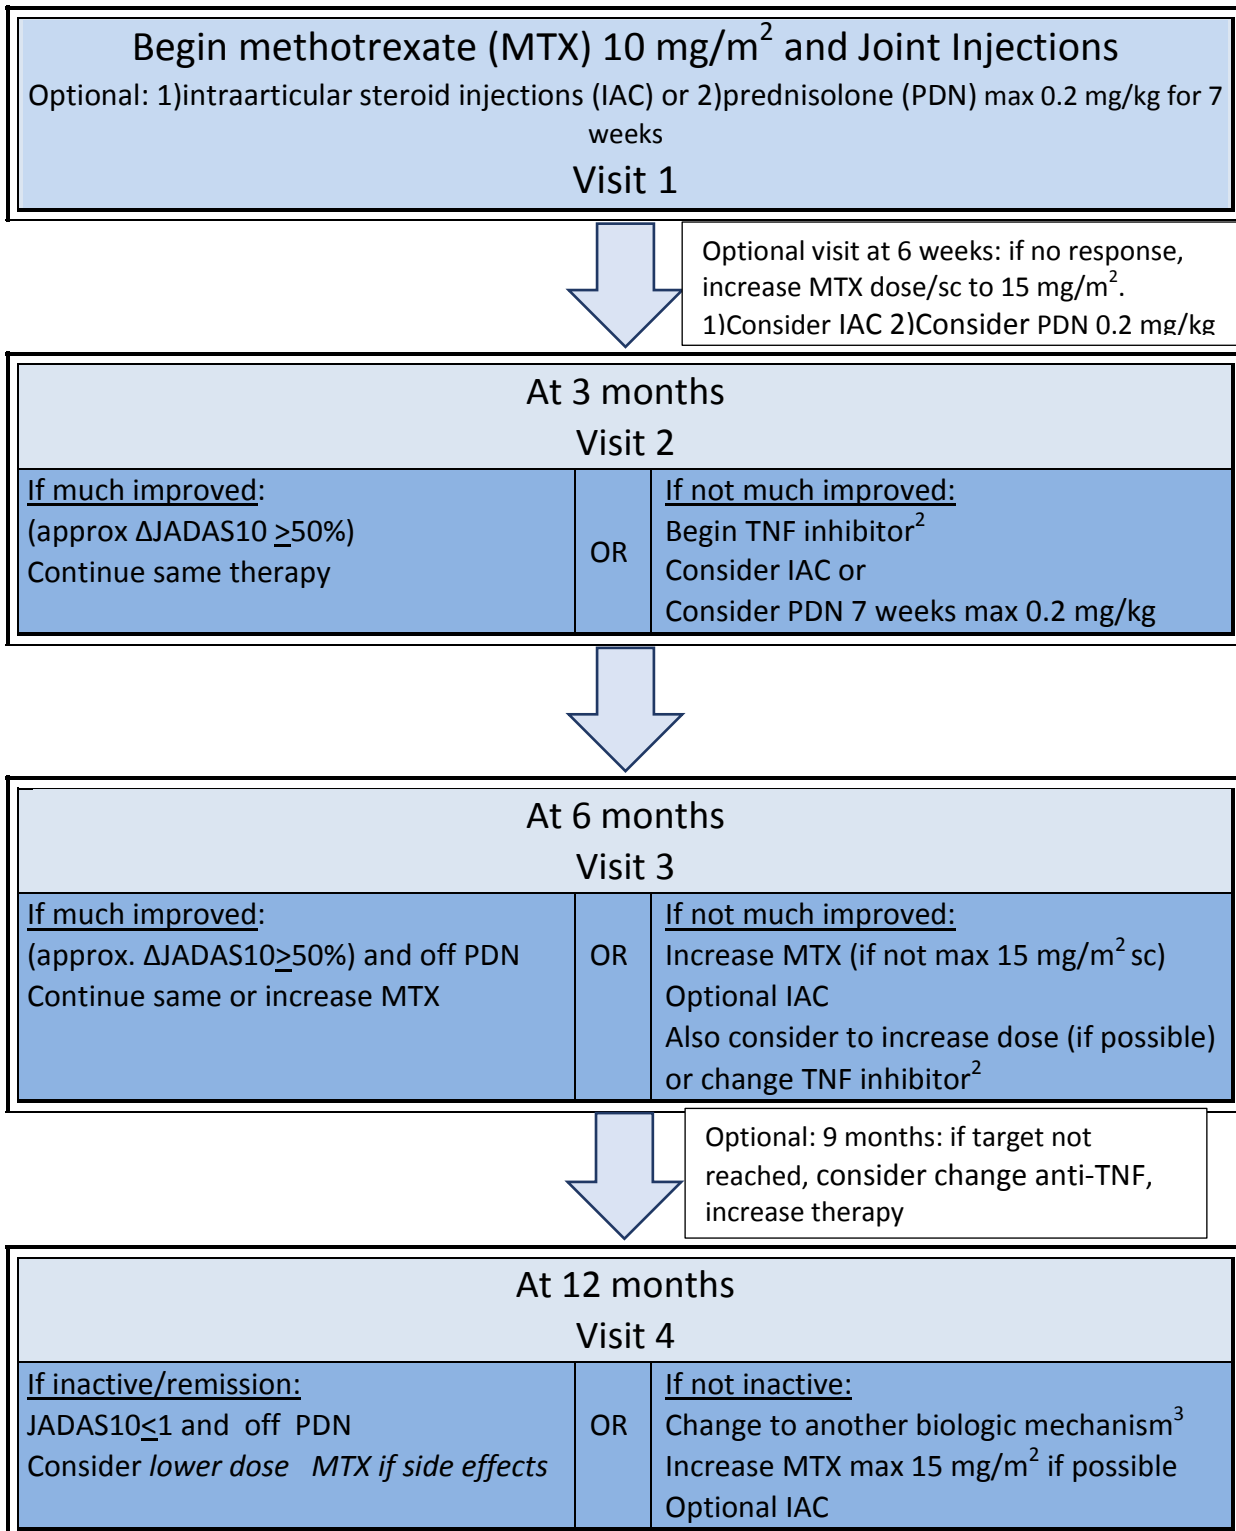 Begin methotrexate (MTX) 10 mg/m² and Joint Injections
Optional: 1)intraarticular steroid injections (IAC) or 2)prednisolone (PDN) max 0.2 mg/kg for 7
weeks
Visit 1
Optional visit at 6 weeks: if no response,
increase MTX dose/sc to 15 mg/m².
1)Consider IAC 2)Consider PDN 0.2 mg/kg
At 3 months
Visit 2
If much improved:
(approx ΔJADAS10 ≥50%)
Continue same therapy
OR
If not much improved:
Begin TNF inhibitor²
Consider IAC or
Consider PDN 7 weeks max 0.2 mg/kg
At 6 months
Visit 3
If much improved:
(approx. ΔJADAS10≥50%) and off PDN
Continue same or increase MTX
OR
If not much improved:
Increase MTX (if not max 15 mg/m² sc)
Optional IAC
Also consider to increase dose (if possible)
or change TNF inhibitor²
Optional: 9 months: if target not
reached, consider change anti-TNF,
increase therapy
At 12 months
Visit 4
If inactive/remission:
JADAS10≤1 and off PDN
Consider lower dose MTX if side effects
OR
If not inactive:
Change to another biologic mechanism³
Increase MTX max 15 mg/m² if possible
Optional IAC